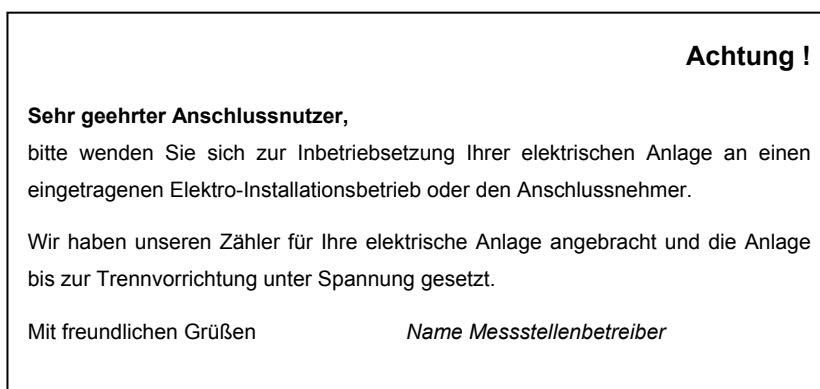 Achtung !
Sehr geehrter Anschlussnutzer,
bitte wenden Sie sich zur Inbetriebsetzung Ihrer elektrischen Anlage an einen
eingetragenen Elektro-Installationsbetrieb oder den Anschlussnehmer.
Wir haben unseren Zähler für Ihre elektrische Anlage angebracht und die Anlage
bis zur Trennvorrichtung unter Spannung gesetzt.
Mit freundlichen Grüßen Name Messstellenbetreiber